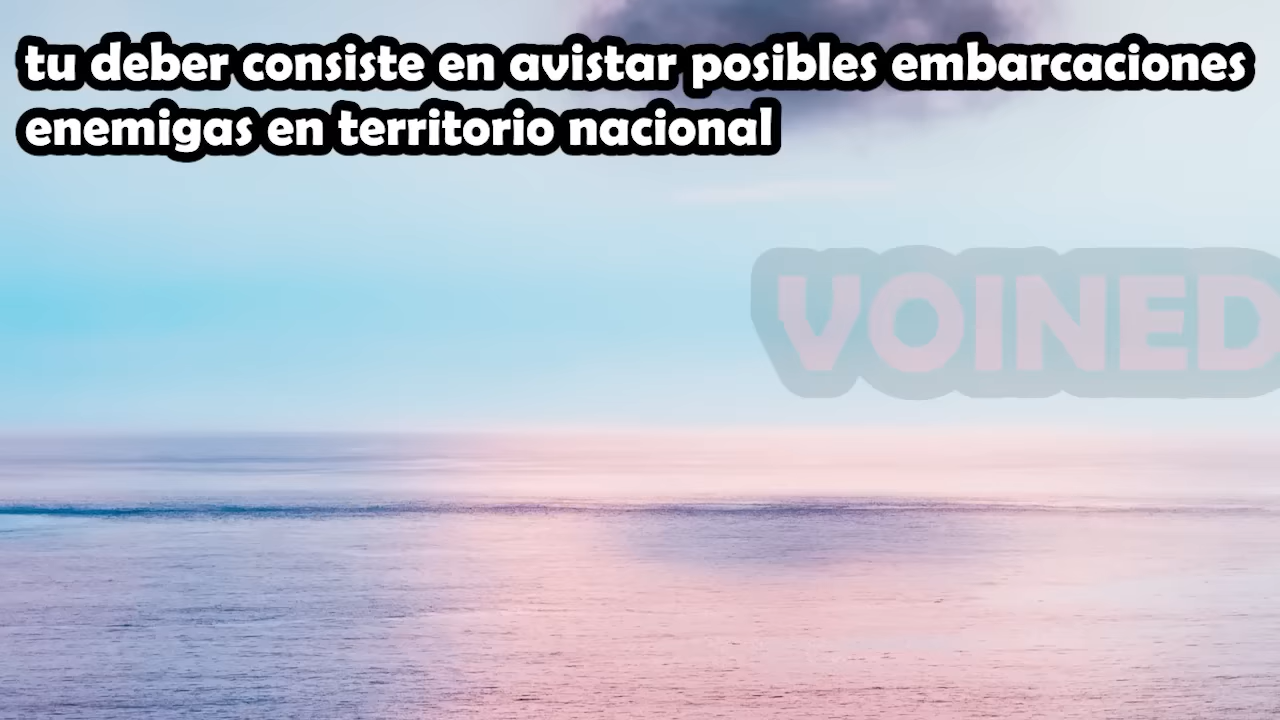 tu deber consiste en avistar posibles embarcaciones
enemigas en territorio nacional
VOINED